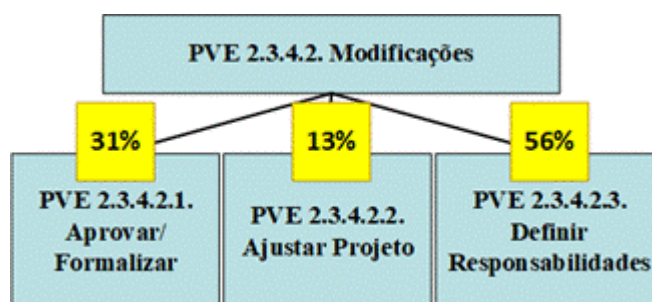 PVE 2.3.4.2. Modificações
31%
13%
56%
PVE 2.3.4.2.1.
Aprovar/
Formalizar
PVE 2.3.4.2.2.
Ajustar Projeto
PVE 2.3.4.2.3.
Definir
Responsabilidades